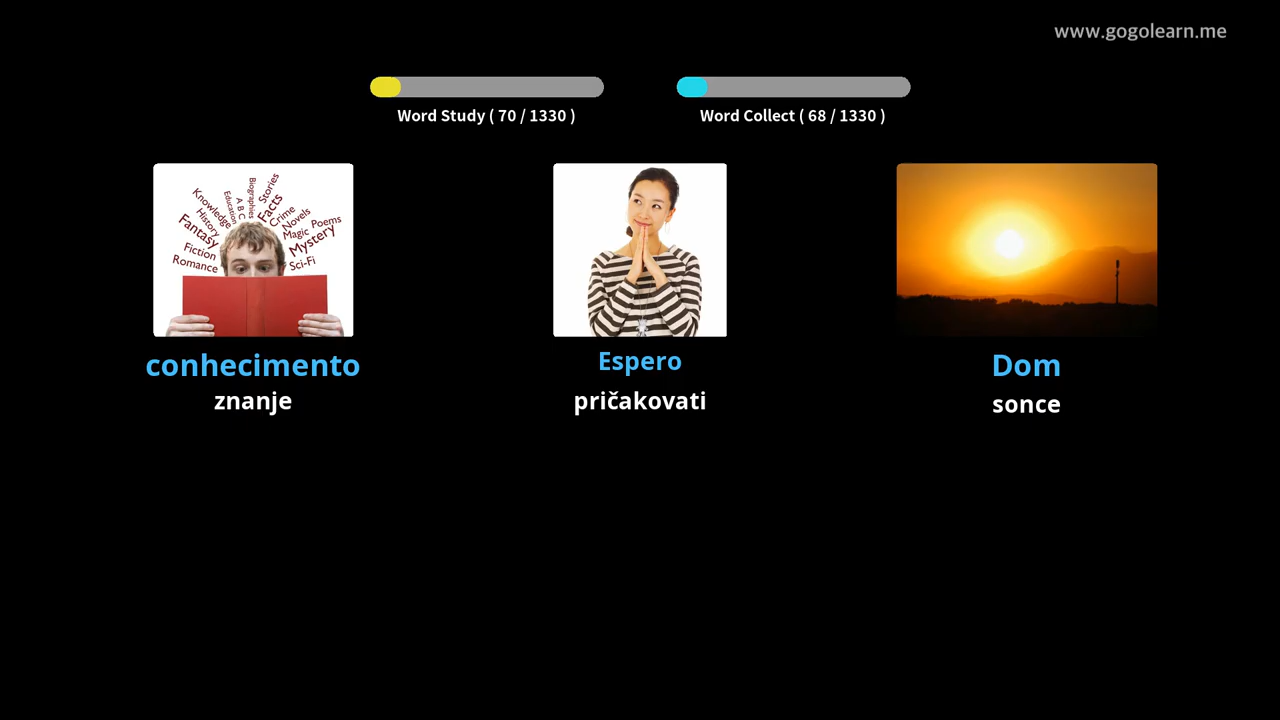 www.gogolearn.me
Word Study ( 70 / 1330 )
Word Collect ( 68 / 1330 )
Knowledge
History
Fantasy
Fiction
Romance
Education
A B C
Biographies
Stories
Facts
Crime
Novels
Magic
Poems
Mystery
Sci-Fi
conhecimento
znanje
Espero
pričakovati
Dom
sonce